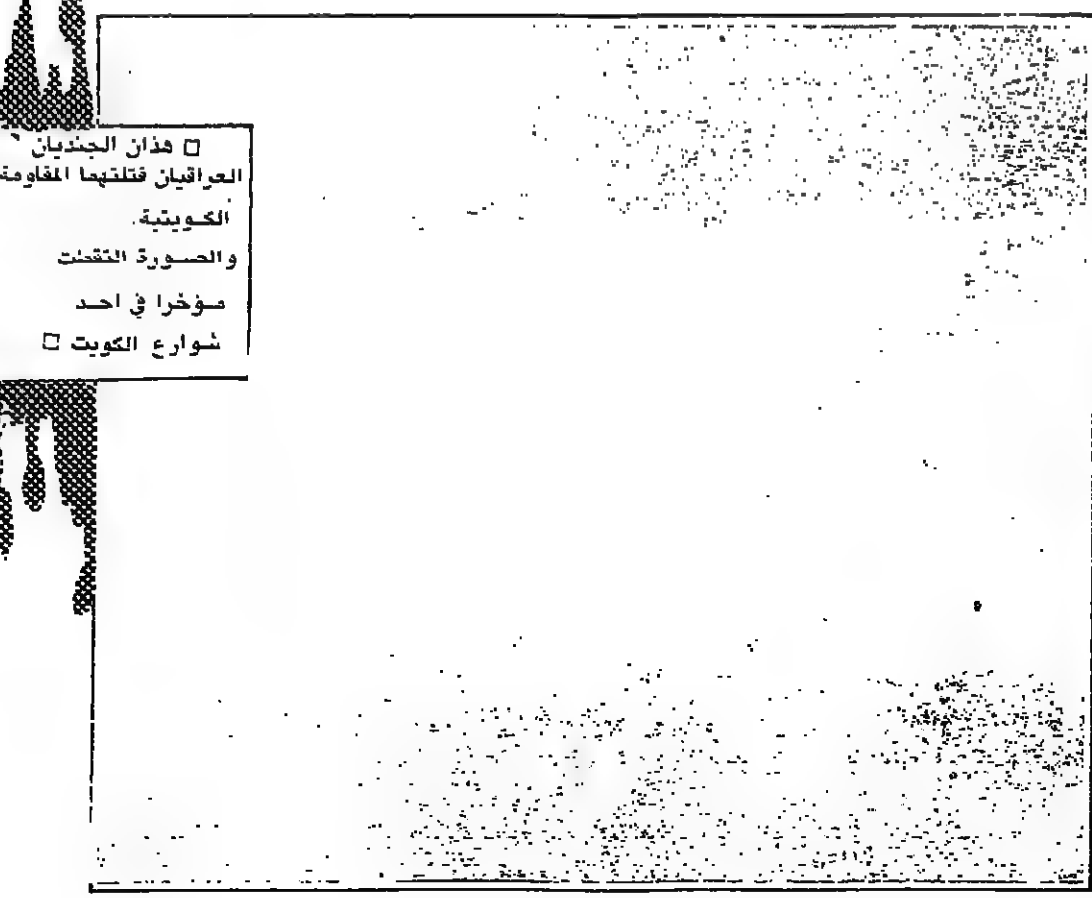 □ هذان الجنديان
العراقيان قتلتهما المقاومة
الكويتية.
والصورة التقطت
مؤخرا في احد
شوارع الكويت □